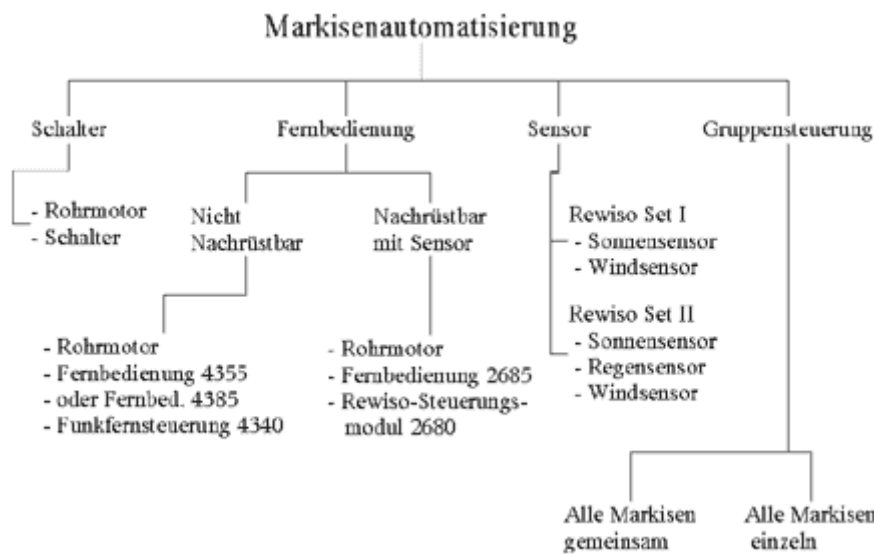 Markisenautomatisierung
Schalter
Fernbedienung
Sensor
Gruppensteuerung
- Rohrmotor
- Schalter
Nicht
Nachrüstbar
Nachrüstbar
mit Sensor
Rewiso Set I
- Sonnensensor
- Windsensor
Rewiso Set II
- Sonnensensor
- Regensensor
- Windsensor
- Rohrmotor
- Fernbedienung 4355
- oder Fernbed. 4385
- Funkfernsteuerung 4340
- Rohrmotor
- Fernbedienung 2685
- Rewiso-Steuerungs-
modul 2680
Alle Markisen
gemeinsam
Alle Markisen
einzeln